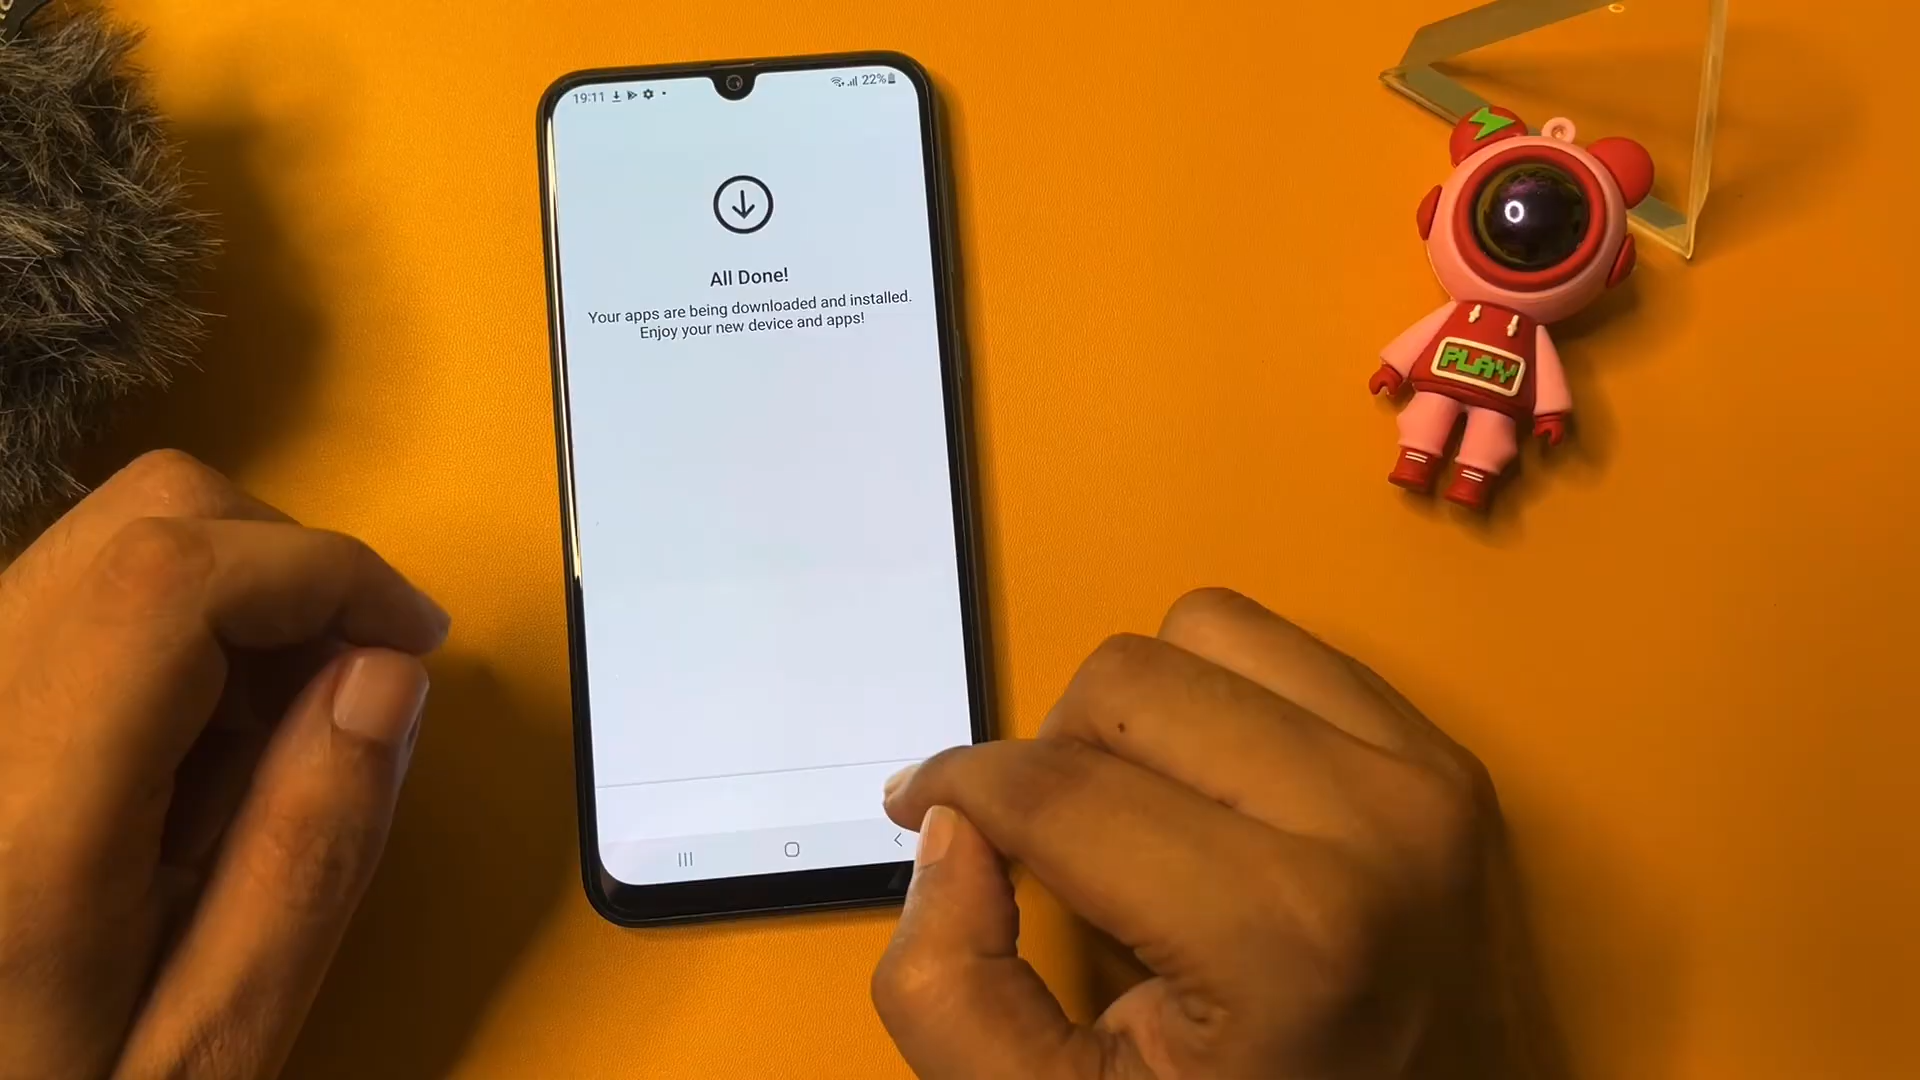 19:11
22%
All Done!
Your apps are being downloaded and installed.
Enjoy your new device and apps!
PLAY